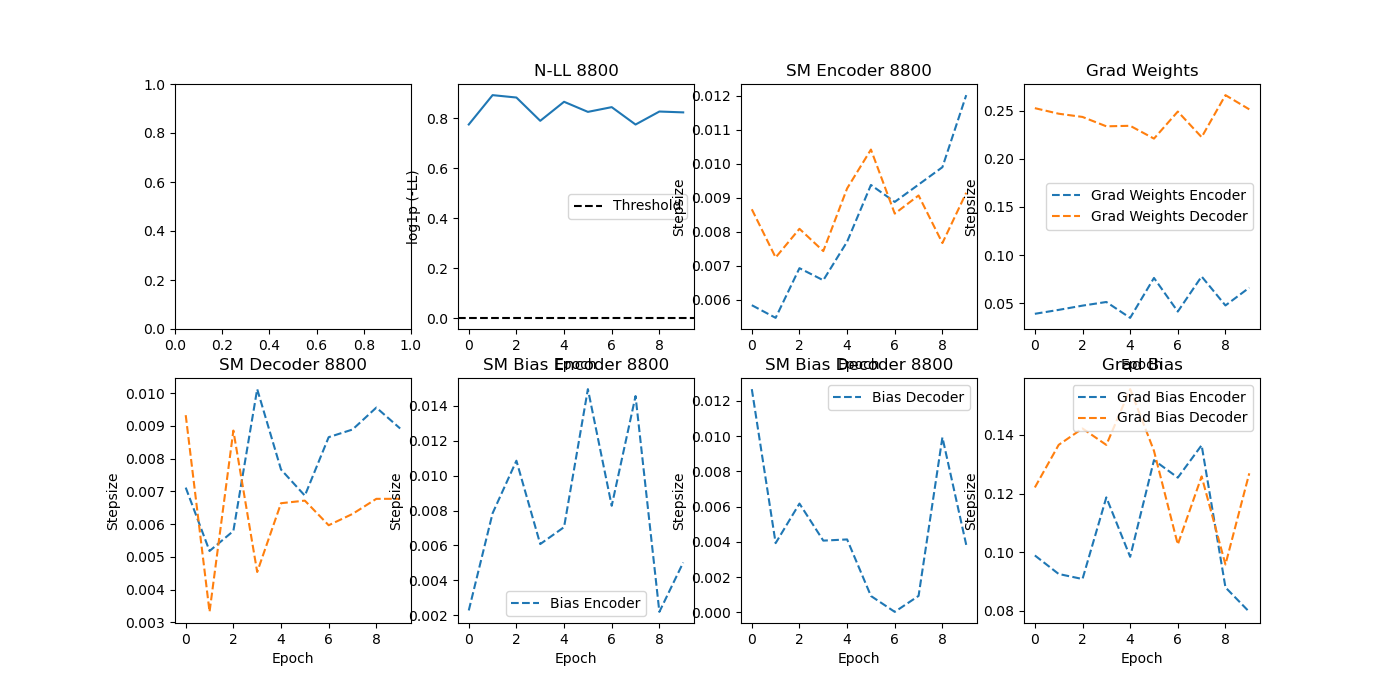 N-LL 8800
SM Encoder 8800
Grad Weights
1.0
0.8
0.6
0.4
0.2
0.0
0.0 0.2 0.4 0.6 0.8 1.0
log1p (-LL)
0.8
0.6
0.4
0.2
0.0
Threshold
0 2 4 6 8
Epoch
Stepsize
0.012
0.011
0.010
0.009
0.008
0.007
0.006
0 2 4 6 8
Epoch
Stepsize
0.25
0.20
0.15
0.10
0.05
Grad Weights Encoder
Grad Weights Decoder
0 2 4 6 8
Epoch
SM Decoder 8800
SM Bias Encoder 8800
SM Bias Decoder 8800
Grad Bias
Stepsize
0.010
0.009
0.008
0.007
0.006
0.005
0.004
0.003
0 2 4 6 8
Epoch
Stepsize
0.014
0.012
0.010
0.008
0.006
0.004
0.002
Bias Encoder
0 2 4 6 8
Epoch
Stepsize
0.012
0.010
0.008
0.006
0.004
0.002
0.000
Bias Decoder
0 2 4 6 8
Epoch
Stepsize
0.14
0.12
0.10
0.08
Grad Bias Encoder
Grad Bias Decoder
0 2 4 6 8
Epoch